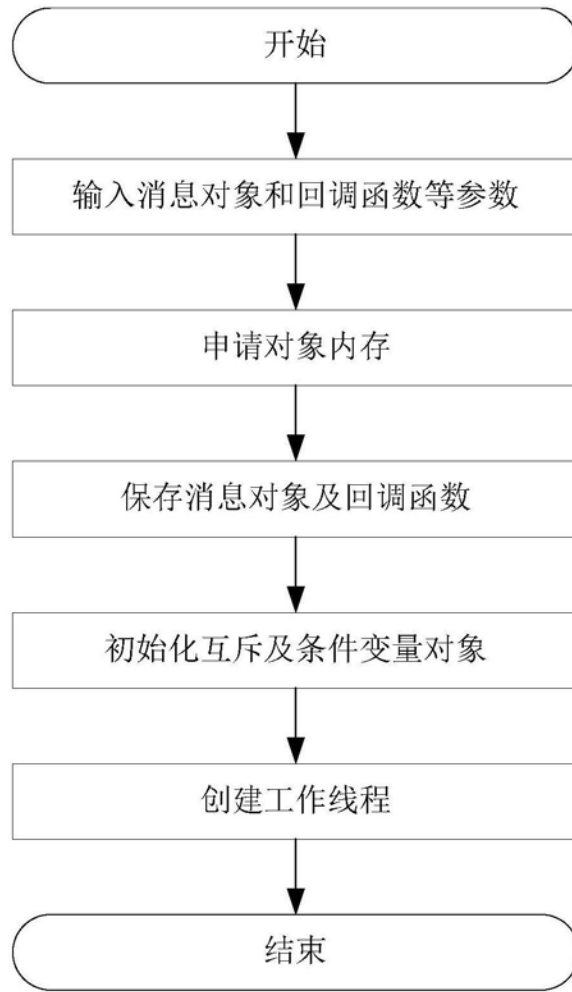 开始
输入消息对象和回调函数等参数
申请对象内存
保存消息对象及回调函数
初始化互斥及条件变量对象
创建工作线程
结束